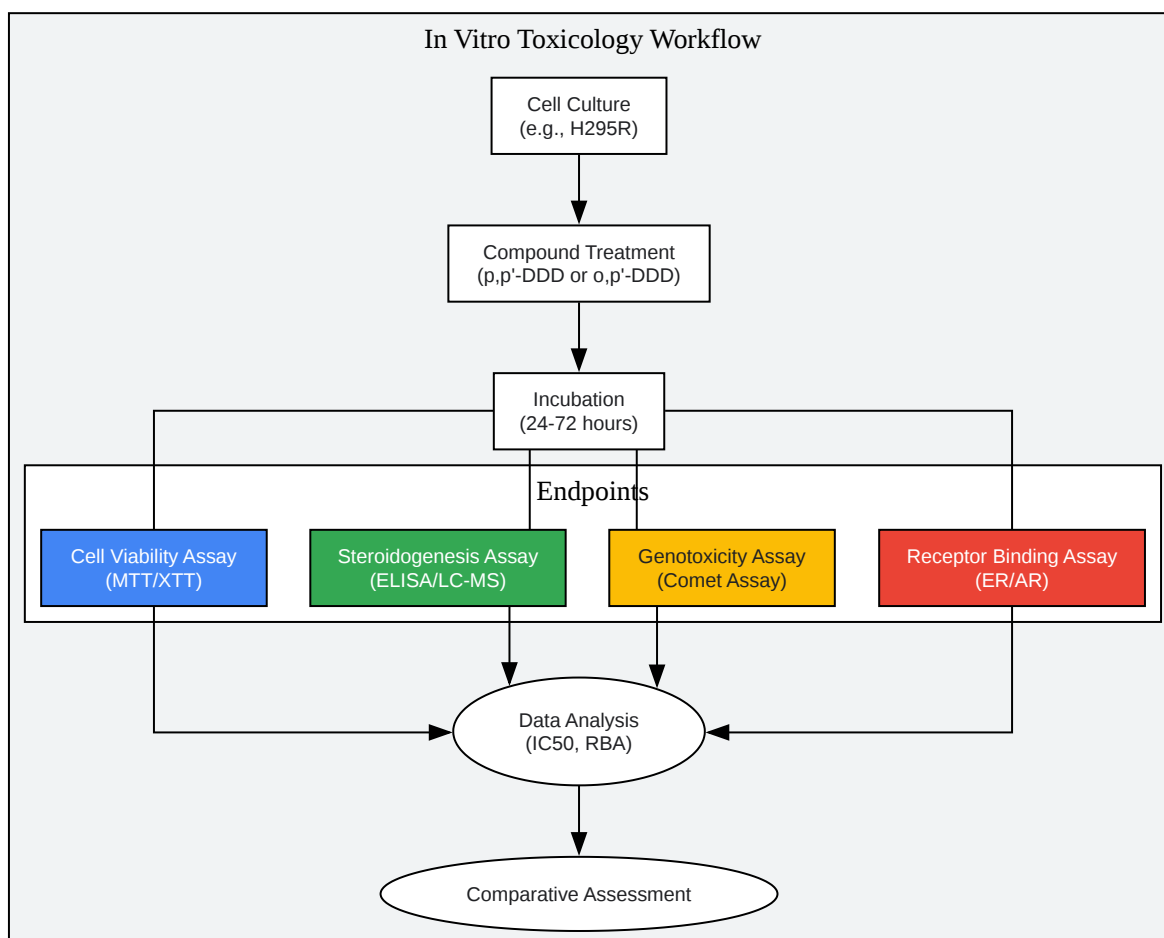 In Vitro Toxicology Workflow
Cell Culture
(e.g., H295R)
Compound Treatment
(p,p'-DDD or o,p'-DDD)
Incubation
(24-72 hours)
Endpoints
Cell Viability Assay
(MTT/XTT)
Steroidogenesis Assay
(ELISA/LC-MS)
Genotoxicity Assay
(Comet Assay)
Receptor Binding Assay
(ER/AR)
Data Analysis
(IC50, RBA)
Comparative Assessment